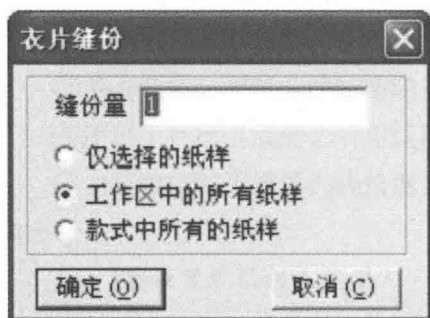 衣片缝份
缝份量 1
仅选择的纸样
工作区中的所有纸样
款式中所有的纸样
确定(O) 取消(C)